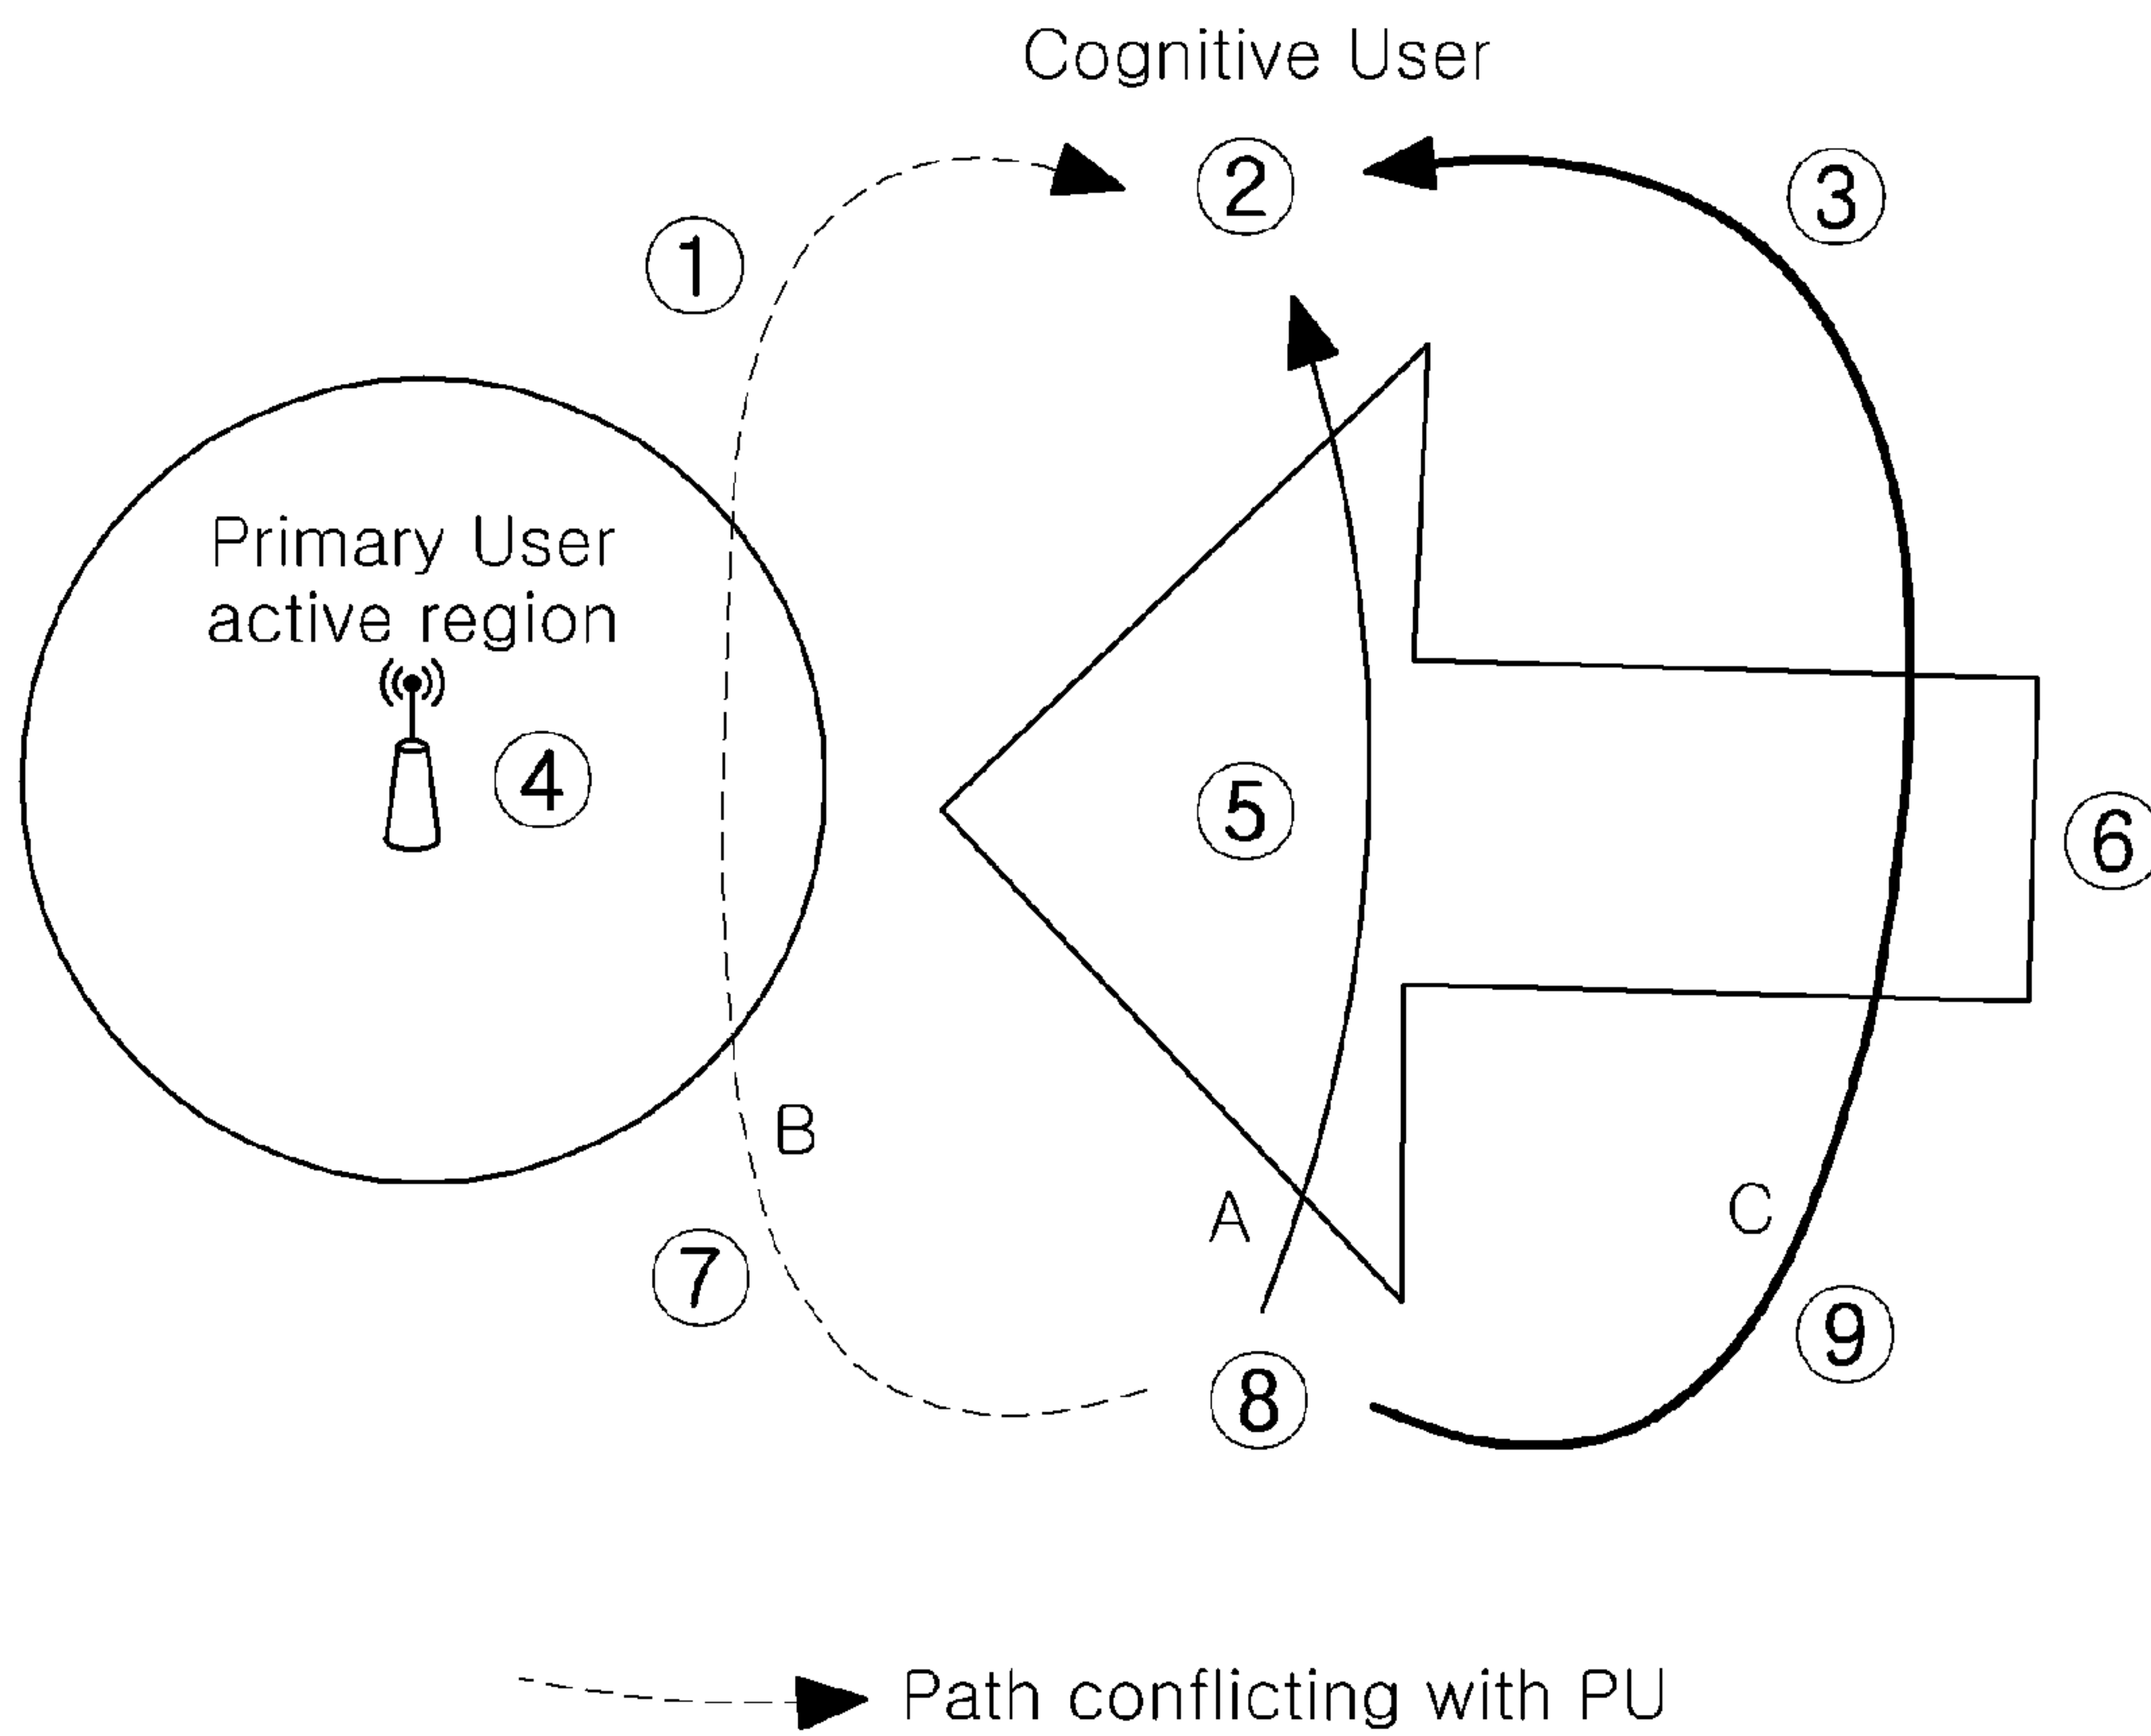 Cognitive User
②
③
①
Primary User
active region
④
⑤
⑥
B
A
C
⑦
⑨
⑧
Path conflicting with PU